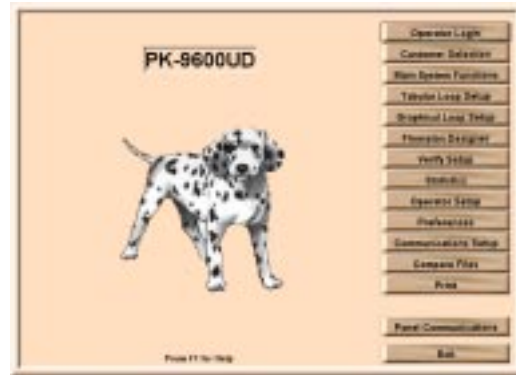 PK-9600UD
Operator Login
Customer Selection
Main System Functions
Tabular Loop Setup
Graphical Loop Setup
Floorplan Designer
Verify Setup
Statistics
Operator Setup
Preferences
Communications Setup
Compare Files
Print
Panel Communications
Exit
Press F1 for Help